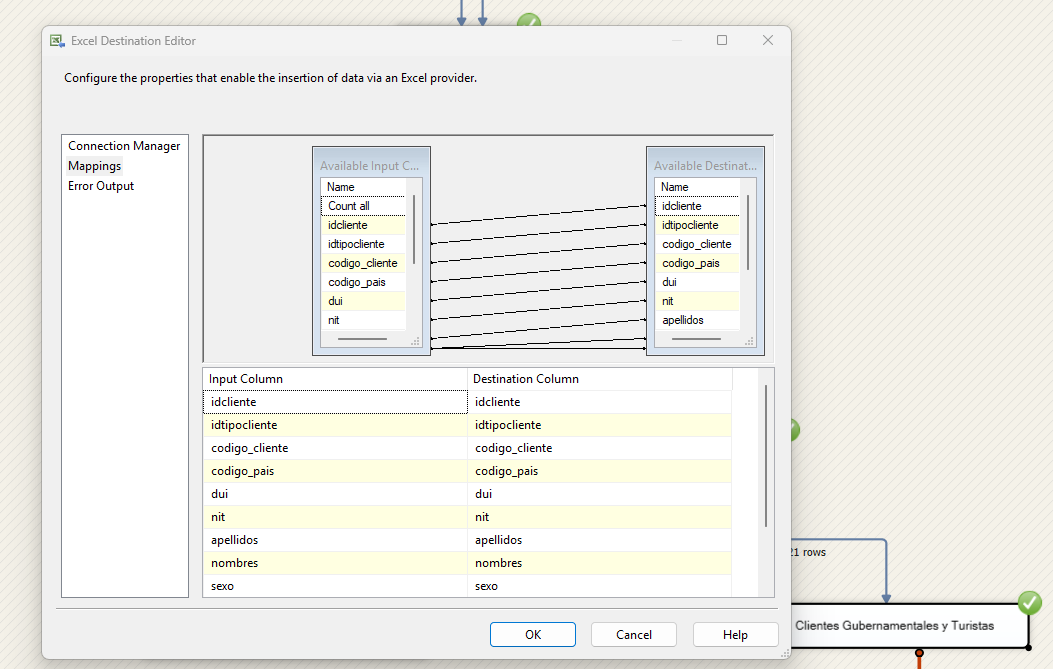 Excel Destination Editor
Configure the properties that enable the insertion of data via an Excel provider.
Connection Manager
Mappings
Error Output
Available Input C...
Name
Count all
idcliente
idtipocliente
codigo_cliente
codigo_pais
dui
nit
Available Destinat...
Name
idcliente
idtipocliente
codigo_cliente
codigo_pais
dui
nit
apellidos
Input Column Destination Column
idcliente idcliente
idtipocliente idtipocliente
codigo_cliente codigo_cliente
codigo_pais codigo_pais
dui dui
nit nit
apellidos apellidos
nombres nombres
sexo sexo
OK Cancel Help
21 rows
Clientes Gubernamentales y Turistas